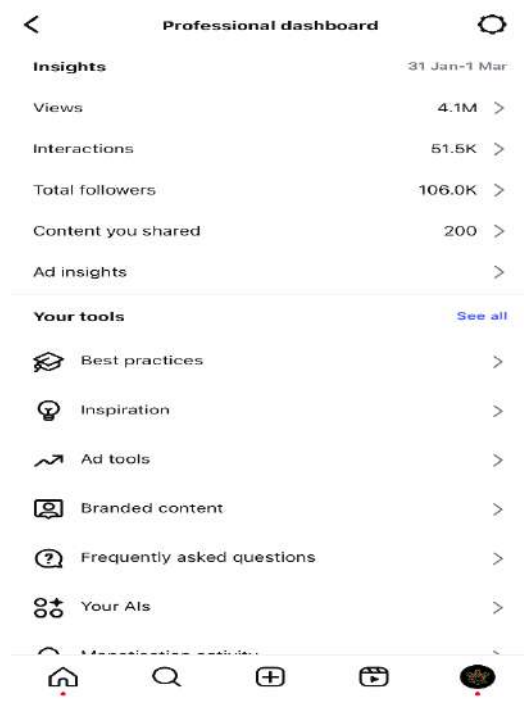 Professional dashboard
Insights 31 Jan-1 Mar
Views 4.1M
Interactions 51.5K
Total followers 106.0K
Content you shared 200
Ad insights
Your tools See all
Best practices
Inspiration
Ad tools
Branded content
Frequently asked questions
Your AIs
Monetisation activity